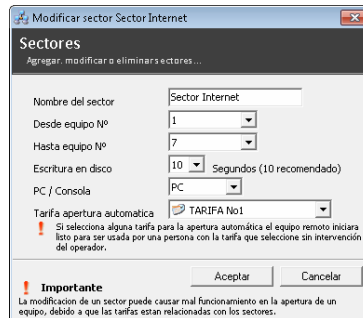 Modificar sector Sector Internet
Sectores
Agregar, modificar o eliminar sectores...
Nombre del sector Sector Internet
Desde equipo Nº 1
Hasta equipo Nº 7
Escritura en disco 10 Segundos (10 recomendado)
PC / Consola PC
Tarifa apertura automatica TARIFA No1
! Si selecciona alguna tarifa para la apertura automática el equipo remoto iniciara
listo para ser usada por una persona con la tarifa que seleccione sin intervención
del operador.
Aceptar Cancelar
! Importante
La modificacion de un sector puede causar mal funcionamiento en la apertura de un
equipo, debido a que las tarifas estan relacionadas con los sectores.